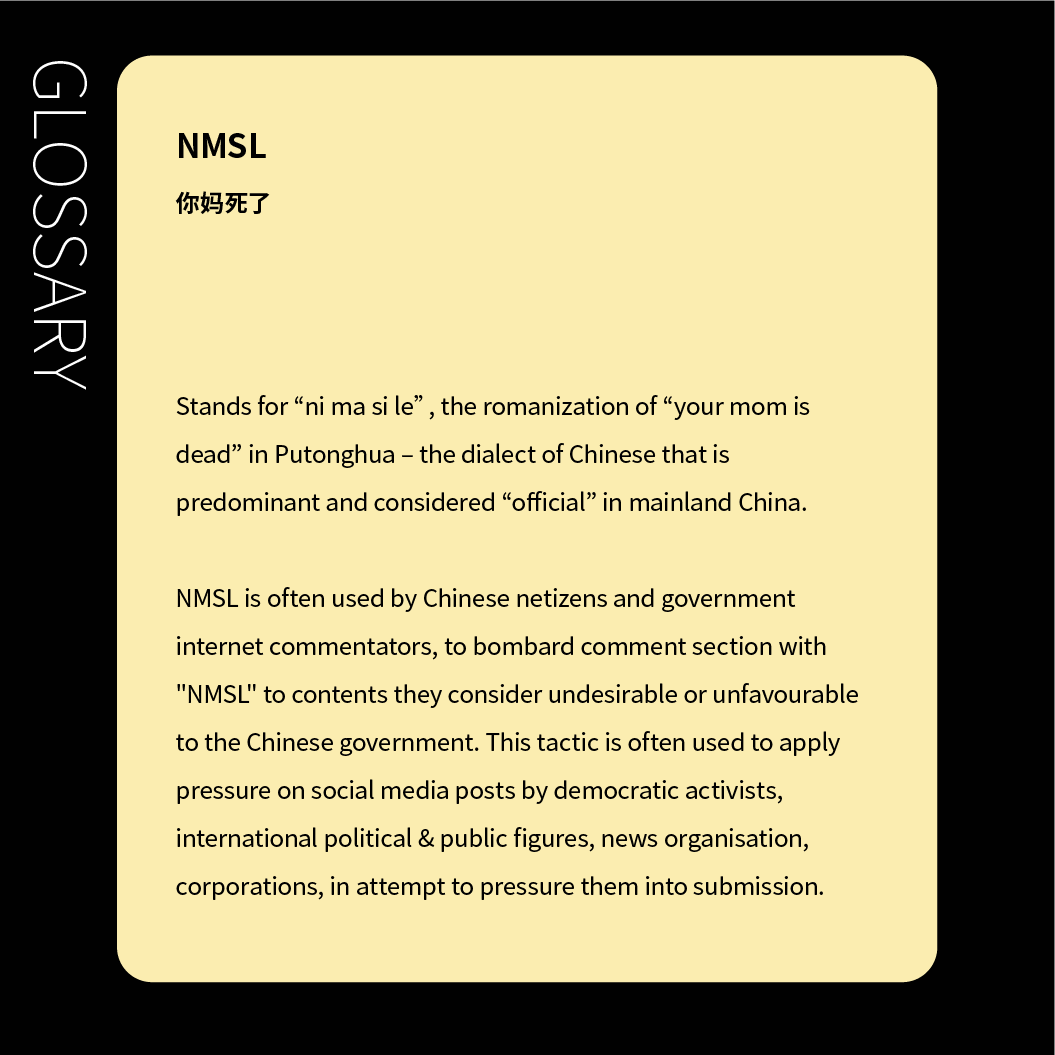 GLOSSARY
NMSL
你妈死了
Stands for “ni ma si le” , the romanization of “your mom is
dead” in Putonghua – the dialect of Chinese that is
predominant and considered “official” in mainland China.
NMSL is often used by Chinese netizens and government
internet commentators, to bombard comment section with
"NMSL" to contents they consider undesirable or unfavourable
to the Chinese government. This tactic is often used to apply
pressure on social media posts by democratic activists,
international political & public figures, news organisation,
corporations, in attempt to pressure them into submission.